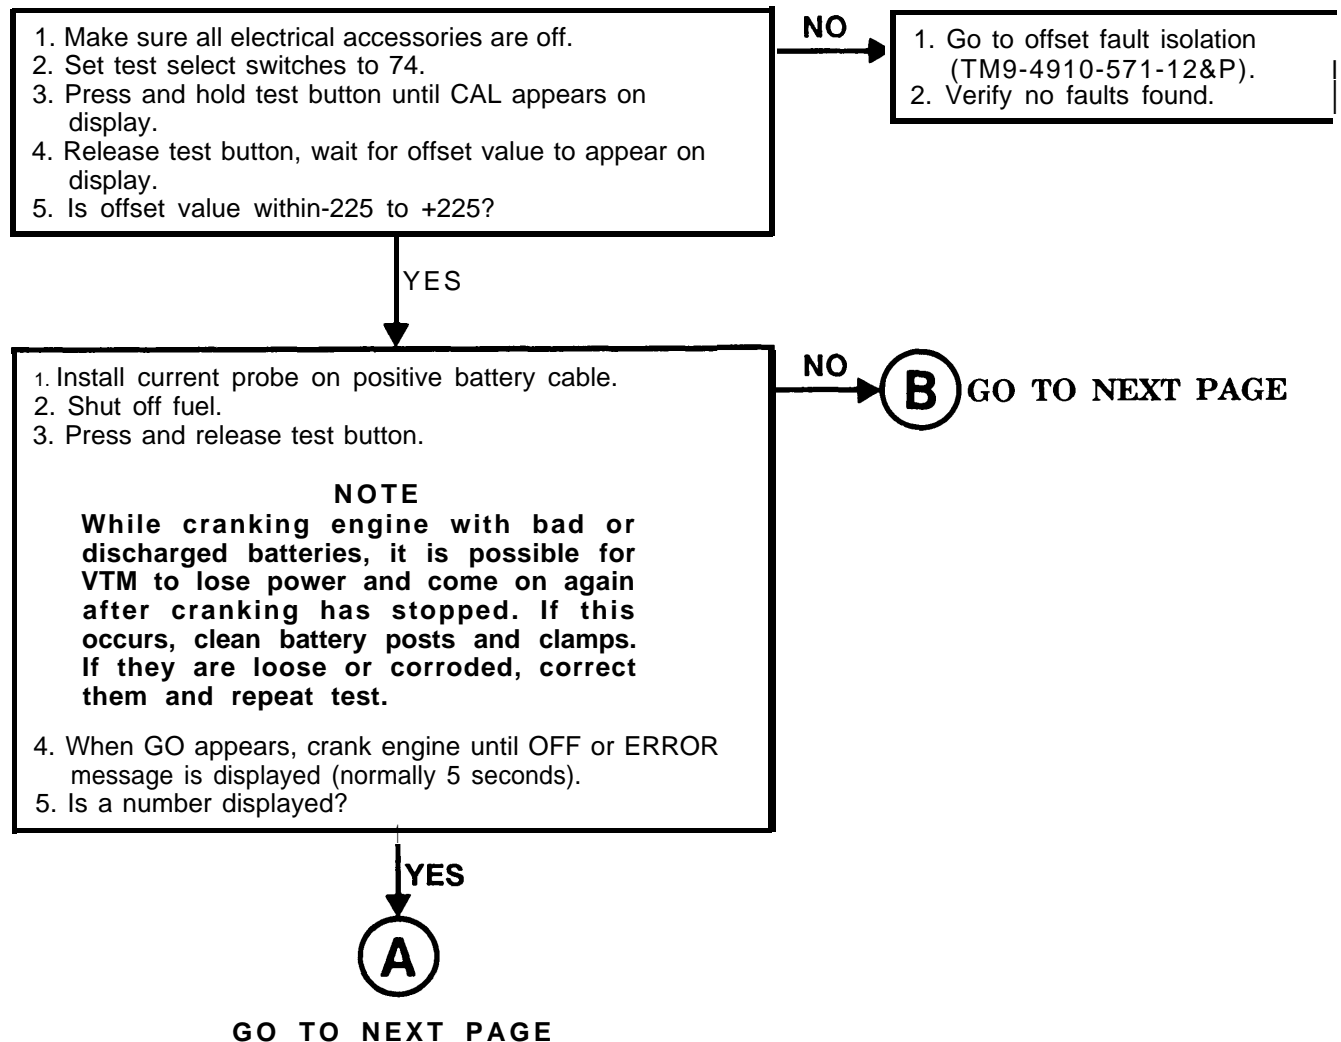 1. Make sure all electrical accessories are off.
2. Set test select switches to 74.
3. Press and hold test button until CAL appears on
display.
4. Release test button, wait for offset value to appear on
display.
5. Is offset value within-225 to +225?
NO
1. Go to offset fault isolation
(TM9-4910-571-12&P).
2. Verify no faults found.
YES
1. Install current probe on positive battery cable.
2. Shut off fuel.
3. Press and release test button.
NOTE
While cranking engine with bad or
discharged batteries, it is possible for
VTM to lose power and come on again
after cranking has stopped. If this
occurs, clean battery posts and clamps.
If they are loose or corroded, correct
them and repeat test.
4. When GO appears, crank engine until OFF or ERROR
message is displayed (normally 5 seconds).
5. Is a number displayed?
NO
B GO TO NEXT PAGE
YES
A
GO TO NEXT PAGE